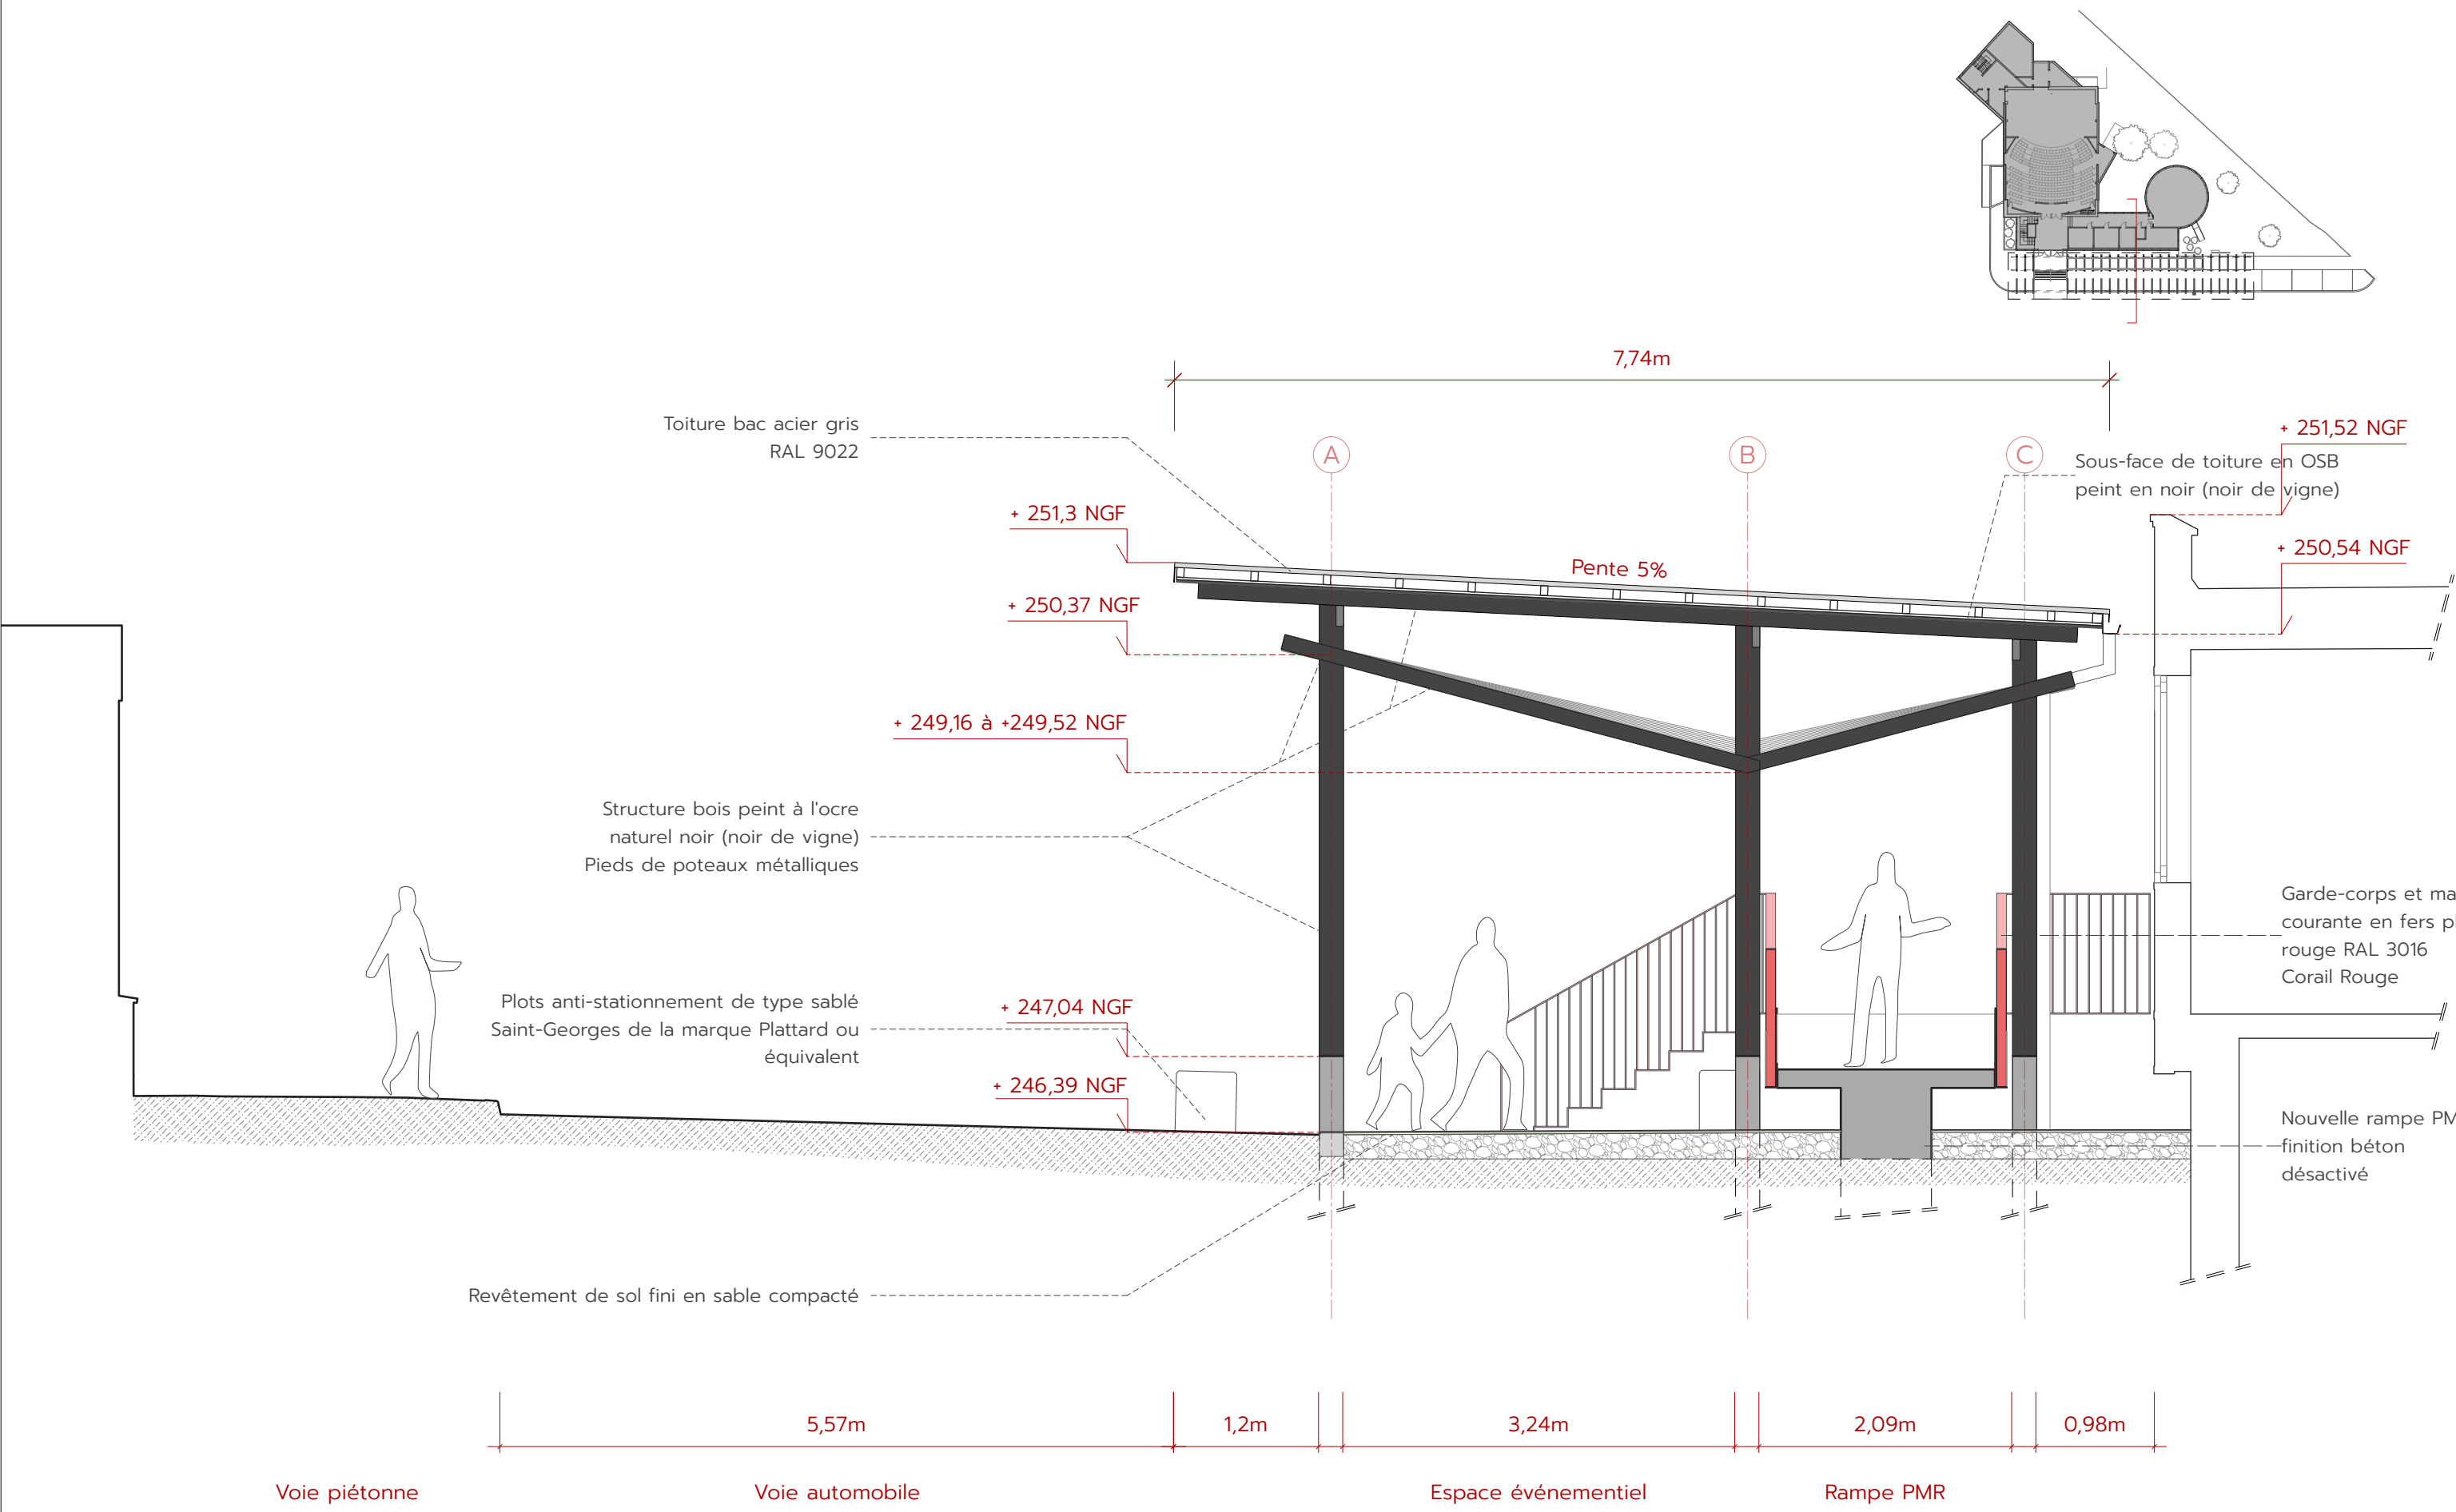 7,74m
Toiture bac acier gris
RAL 9022
A
B
C
+ 251,52 NGF
Sous-face de toiture en OSB
peint en noir (noir de vigne)
+ 251,3 NGF
+ 250,54 NGF
Pente 5%
+ 250,37 NGF
+ 249,16 à +249,52 NGF
Structure bois peint à l'ocre
naturel noir (noir de vigne)
Pieds de poteaux métalliques
Garde-corps et ma
courante en fers p
rouge RAL 3016
Corail Rouge
Plots anti-stationnement de type sablé
Saint-Georges de la marque Plattard ou
équivalent
+ 247,04 NGF
+ 246,39 NGF
Nouvelle rampe PM
finition béton
désactivé
Revêtement de sol fini en sable compacté
5,57m
1,2m
3,24m
2,09m
0,98m
Voie piétonne
Voie automobile
Espace événementiel
Rampe PMR